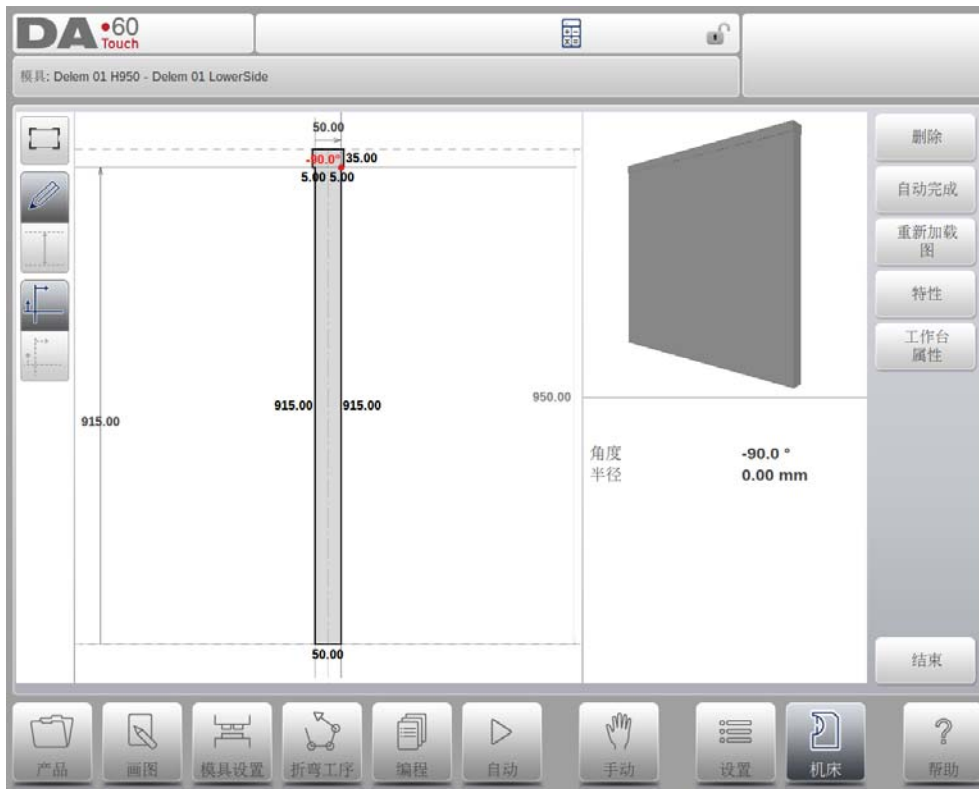 DA•60
Touch
模具: Delem 01 H950 - Delem 01 LowerSide
50.00
-90.0° 35.00
5.00 5.00
915.00 915.00
915.00
950.00
50.00
角度 -90.0 °
半径 0.00 mm
删除
自动完成
重新加载
图
特性
工作台
属性
结束
产品
画图
模具设置
折弯工序
编程
自动
手动
设置
机床
帮助